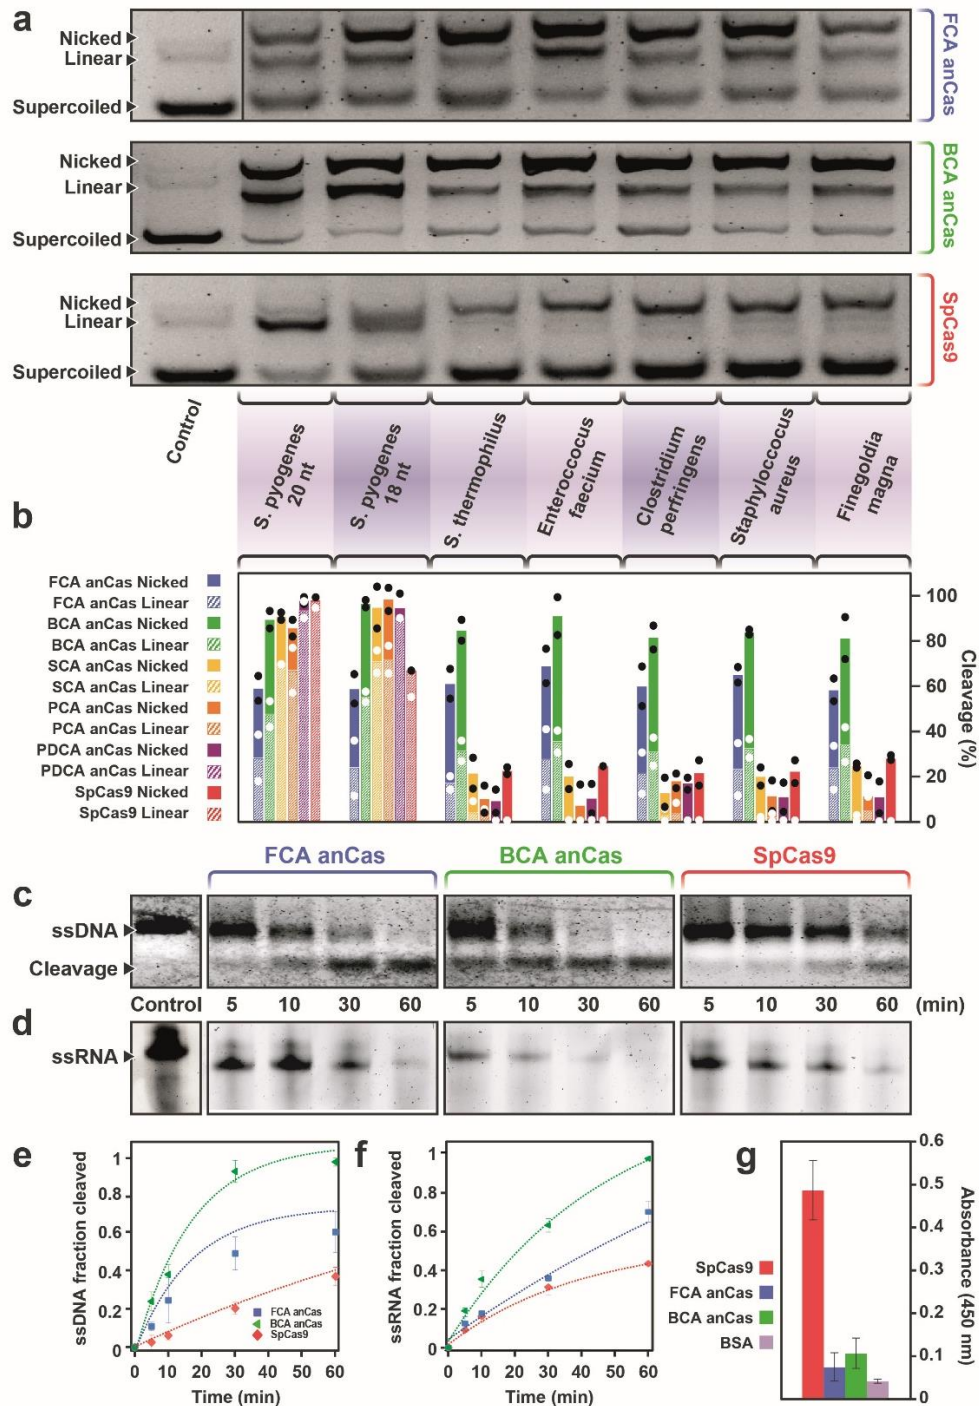 a
Nicked
Linear
Supercoiled
FCA anCas
Nicked
Linear
Supercoiled
BCA anCas
Nicked
Linear
Supercoiled
SpCas9
Control
S. pyogenes
20 nt
S. pyogenes
18 nt
S. thermophilus
Enteroccocus
faecium
Clostridium
perfringens
Staphyloccocus
aureus
Finegoldia
magna
b
FCA anCas Nicked
FCA anCas Linear
BCA anCas Nicked
BCA anCas Linear
SCA anCas Nicked
SCA anCas Linear
PCA anCas Nicked
PCA anCas Linear
PDCA anCas Nicked
PDCA anCas Linear
SpCas9 Nicked
SpCas9 Linear
100
80
60
40
20
0
Cleavage (%)
FCA anCas
BCA anCas
SpCas9
c
ssDNA
Cleavage
Control
5 10 30 60
5 10 30 60
5 10 30 60 (min)
d
ssRNA
e
ssDNA fraction cleaved
1
0.8
0.6
0.4
0.2
0
FCA anCas
BCA anCas
SpCas9
0 10 20 30 40 50 60
Time (min)
f
ssRNA fraction cleaved
1
0.8
0.6
0.4
0.2
0
0 10 20 30 40 50 60
Time (min)
g
SpCas9
FCA anCas
BCA anCas
BSA
0.6
0.5
0.4
0.3
0.2
0.1
0
Absorbance (450 nm)